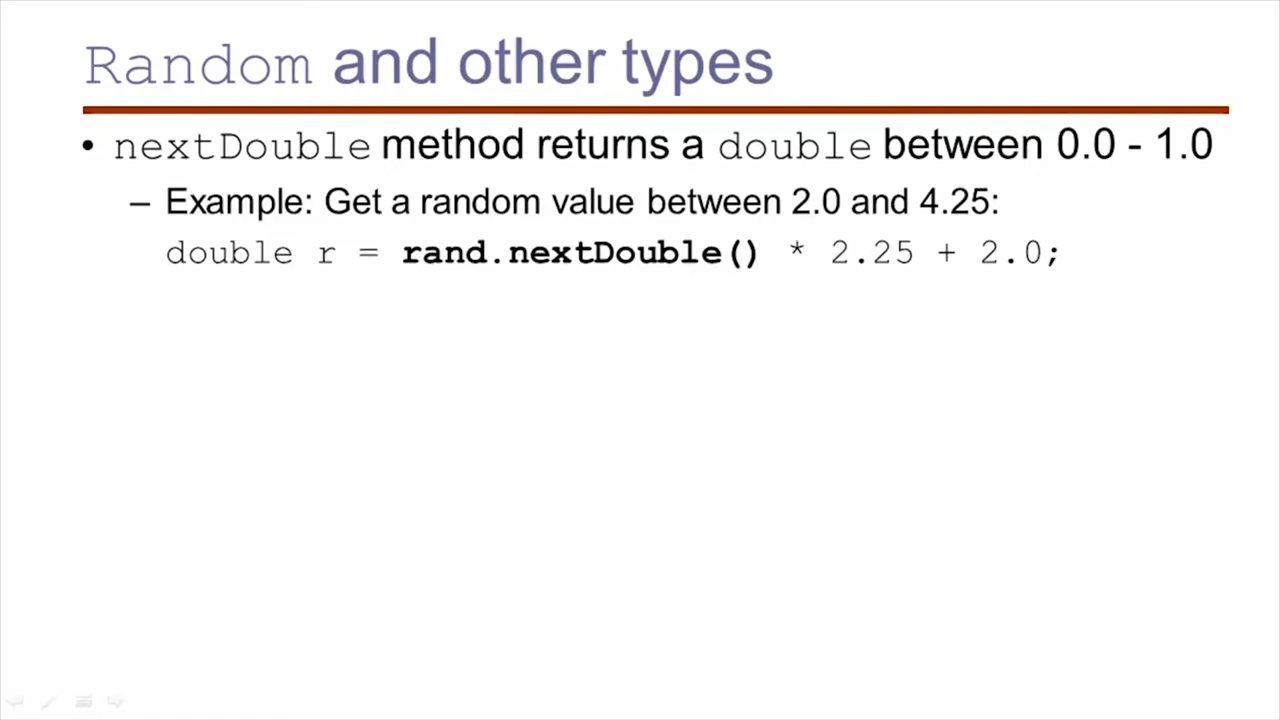 Random and other types
• nextDouble method returns a double between 0.0 - 1.0
– Example: Get a random value between 2.0 and 4.25:
double r = rand.nextDouble() * 2.25 + 2.0;